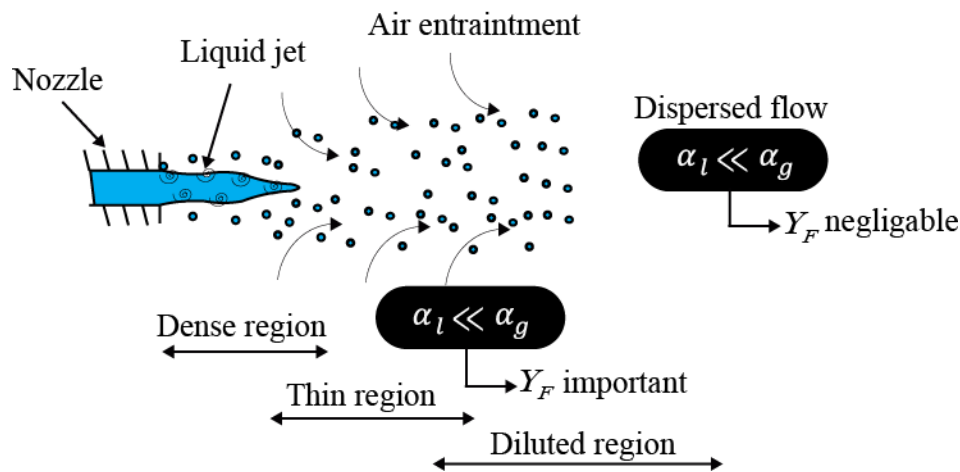 Air entraintment
Liquid jet
Nozzle
Dispersed flow
α_l ≪ α_g
Y_F negligable
α_l ≪ α_g
Dense region
Y_F important
Thin region
Diluted region